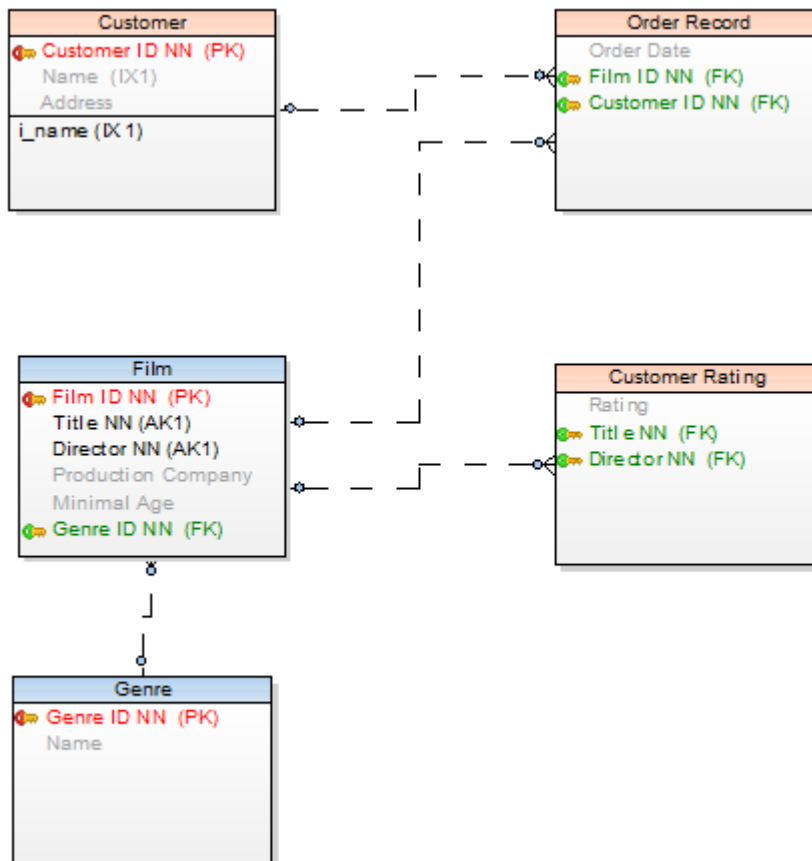 Customer
Customer ID NN (PK)
Name (IX1)
Address
i_name (IX1)
Order Record
Order Date
Film ID NN (FK)
Customer ID NN (FK)
Film
Film ID NN (PK)
Title NN (AK1)
Director NN (AK1)
Production Company
Minimal Age
Genre ID NN (FK)
Customer Rating
Rating
Title NN (FK)
Director NN (FK)
Genre
Genre ID NN (PK)
Name